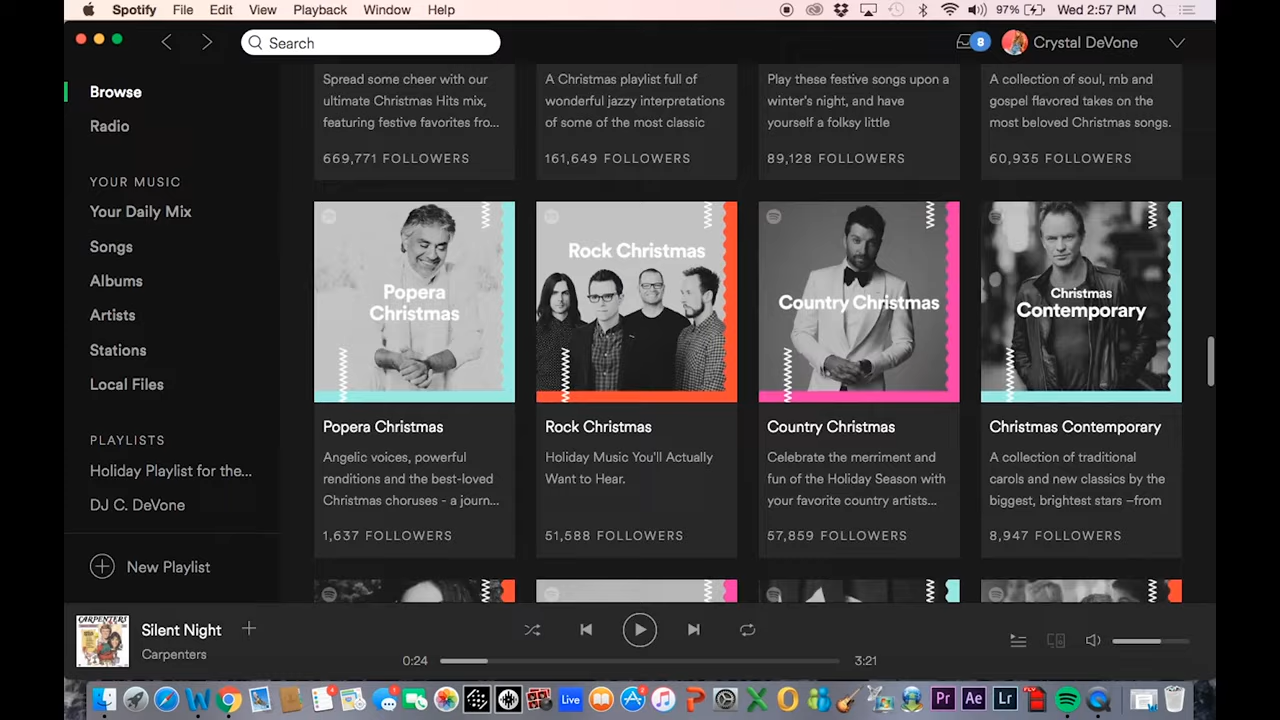 Spotify File Edit View Playback Window Help 97% Wed 2:57 PM
Search 8 Crystal DeVone
Browse
Radio
YOUR MUSIC
Your Daily Mix
Songs
Albums
Artists
Stations
Local Files
PLAYLISTS
Holiday Playlist for the...
DJ C. DeVone
New Playlist
Spread some cheer with our
ultimate Christmas Hits mix,
featuring festive favorites fro...
669,771 FOLLOWERS
A Christmas playlist full of
wonderful jazzy interpretations
of some of the most classic
161,649 FOLLOWERS
Play these festive songs upon a
winter's night, and have
yourself a folksy little
89,128 FOLLOWERS
A collection of soul, rnb and
gospel flavored takes on the
most beloved Christmas songs.
60,935 FOLLOWERS
Popera
Christmas
Popera Christmas
Angelic voices, powerful
renditions and the best-loved
Christmas choruses - a journ...
1,637 FOLLOWERS
Rock Christmas
Rock Christmas
Holiday Music You'll Actually
Want to Hear.
51,588 FOLLOWERS
Country Christmas
Country Christmas
Celebrate the merriment and
fun of the Holiday Season with
your favorite country artists...
57,859 FOLLOWERS
Christmas
Contemporary
Christmas Contemporary
A collection of traditional
carols and new classics by the
biggest, brightest stars –from
8,947 FOLLOWERS
CARPENTERS
Silent Night
Carpenters
0:24 3:21
Live Pr Ae Lr